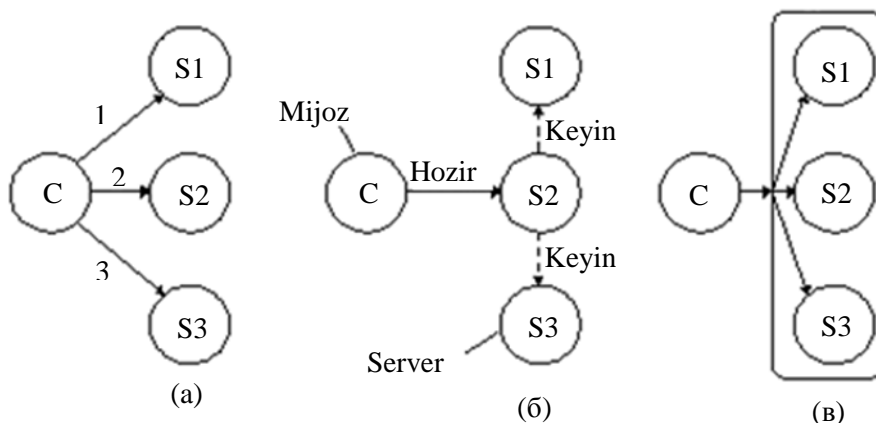 S1
1
C
2
S2
3
S3
(а)
S1
Mijoz
Keyin
C
Hozir
S2
Keyin
S3
Server
(б)
S1
C
S2
S3
(в)